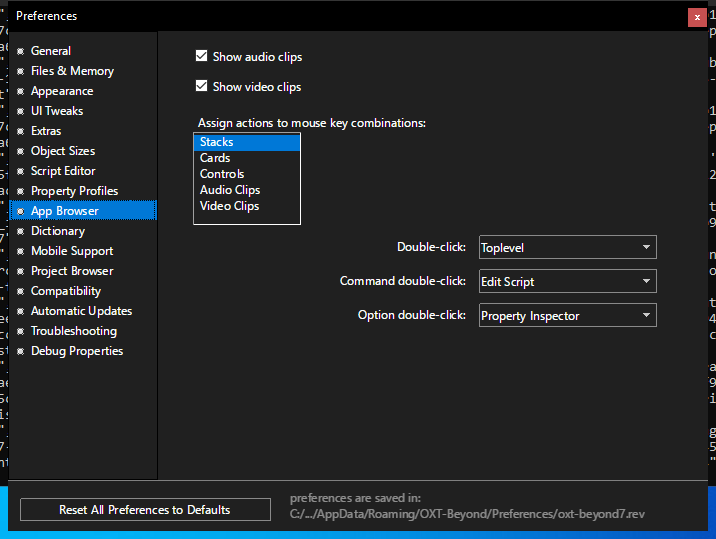 Preferences
x
General
Files & Memory
Appearance
UI Tweaks
Extras
Object Sizes
Script Editor
Property Profiles
App Browser
Dictionary
Mobile Support
Project Browser
Compatibility
Automatic Updates
Troubleshooting
Debug Properties
Show audio clips
Show video clips
Assign actions to mouse key combinations:
Stacks
Cards
Controls
Audio Clips
Video Clips
Double-click: Toplevel
Command double-click: Edit Script
Option double-click: Property Inspector
Reset All Preferences to Defaults
preferences are saved in:
C:/.../AppData/Roaming/OXT-Beyond/Preferences/oxt-beyond7.rev